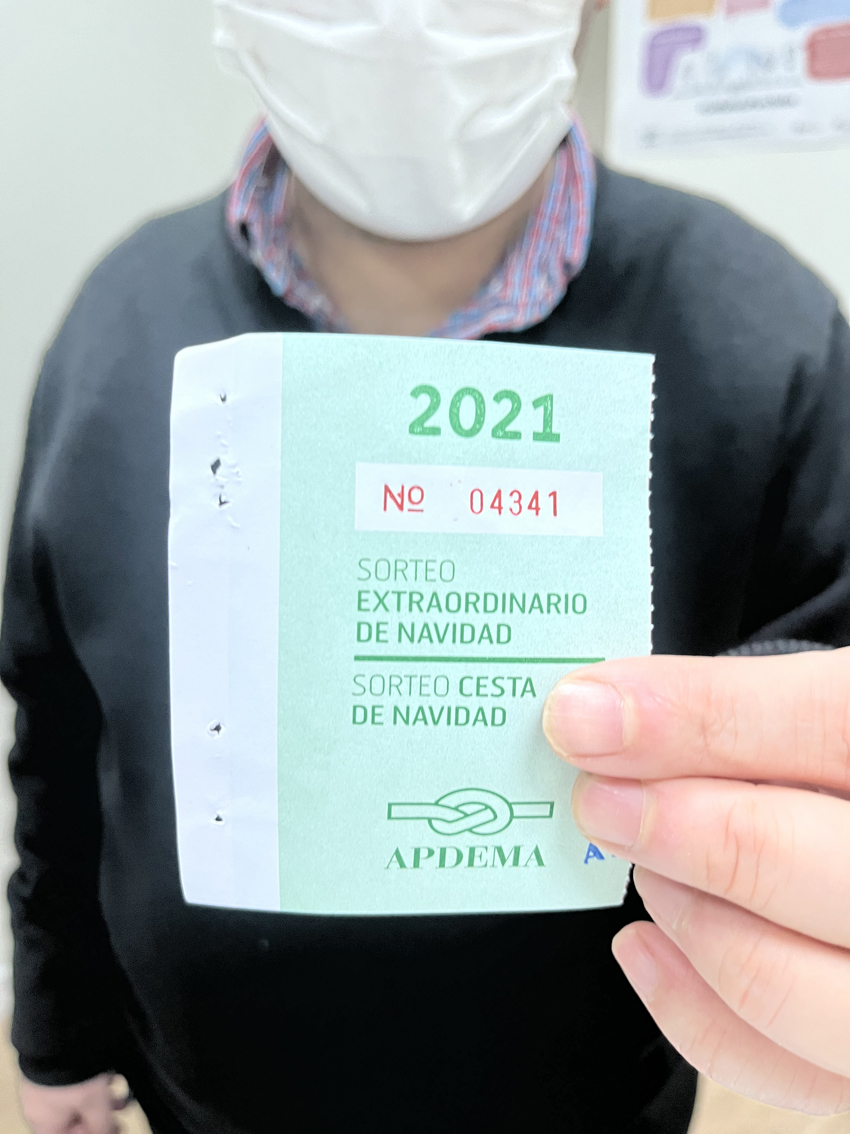 2021
Nº 04341
SORTEO
EXTRAORDINARIO
DE NAVIDAD
SORTEO CESTA
DE NAVIDAD
APDEMA